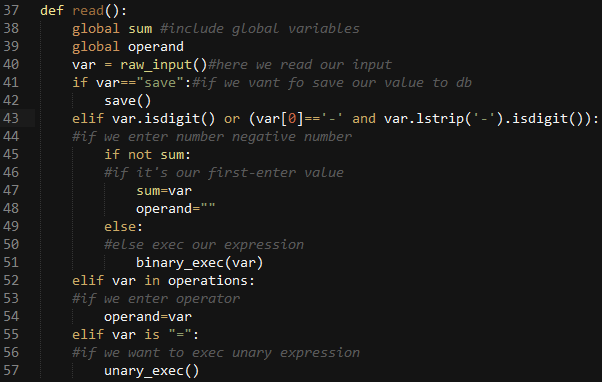 37 def read():
38     global sum #include global variables
39     global operand
40     var = raw_input()#here we read our input
41     if var=="save":#if we vant fo save our value to db
42         save()
43     elif var.isdigit() or (var[0]=='-' and var.lstrip('-').isdigit()):
44     #if we enter number negative number
45         if not sum:
46         #if it's our first-enter value
47             sum=var
48             operand=""
49         else:
50         #else exec our expression
51             binary_exec(var)
52     elif var in operations:
53     #if we enter operator
54         operand=var
55     elif var is "=":
56     #if we want to exec unary expression
57         unary_exec()